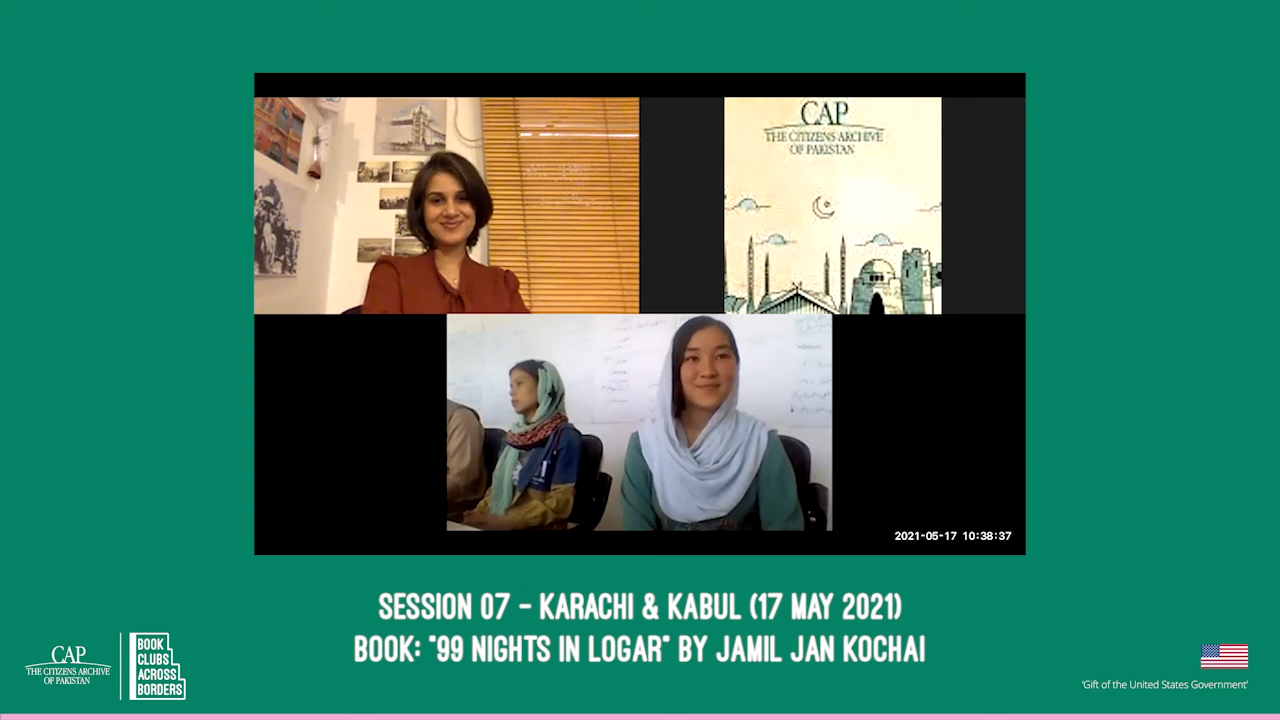 CAP
THE CITIZENS ARCHIVE
OF PAKISTAN
2021-05-17 10:38:37
SESSION 07 - KARACHI & KABUL (17 MAY 2021)
BOOK: "99 NIGHTS IN LOGAR" BY JAMIL JAN KOCHAI
CAP
THE CITIZENS ARCHIVE
OF PAKISTAN
BOOK
CLUBS
ACROSS
BORDERS
'Gift of the United States Government'